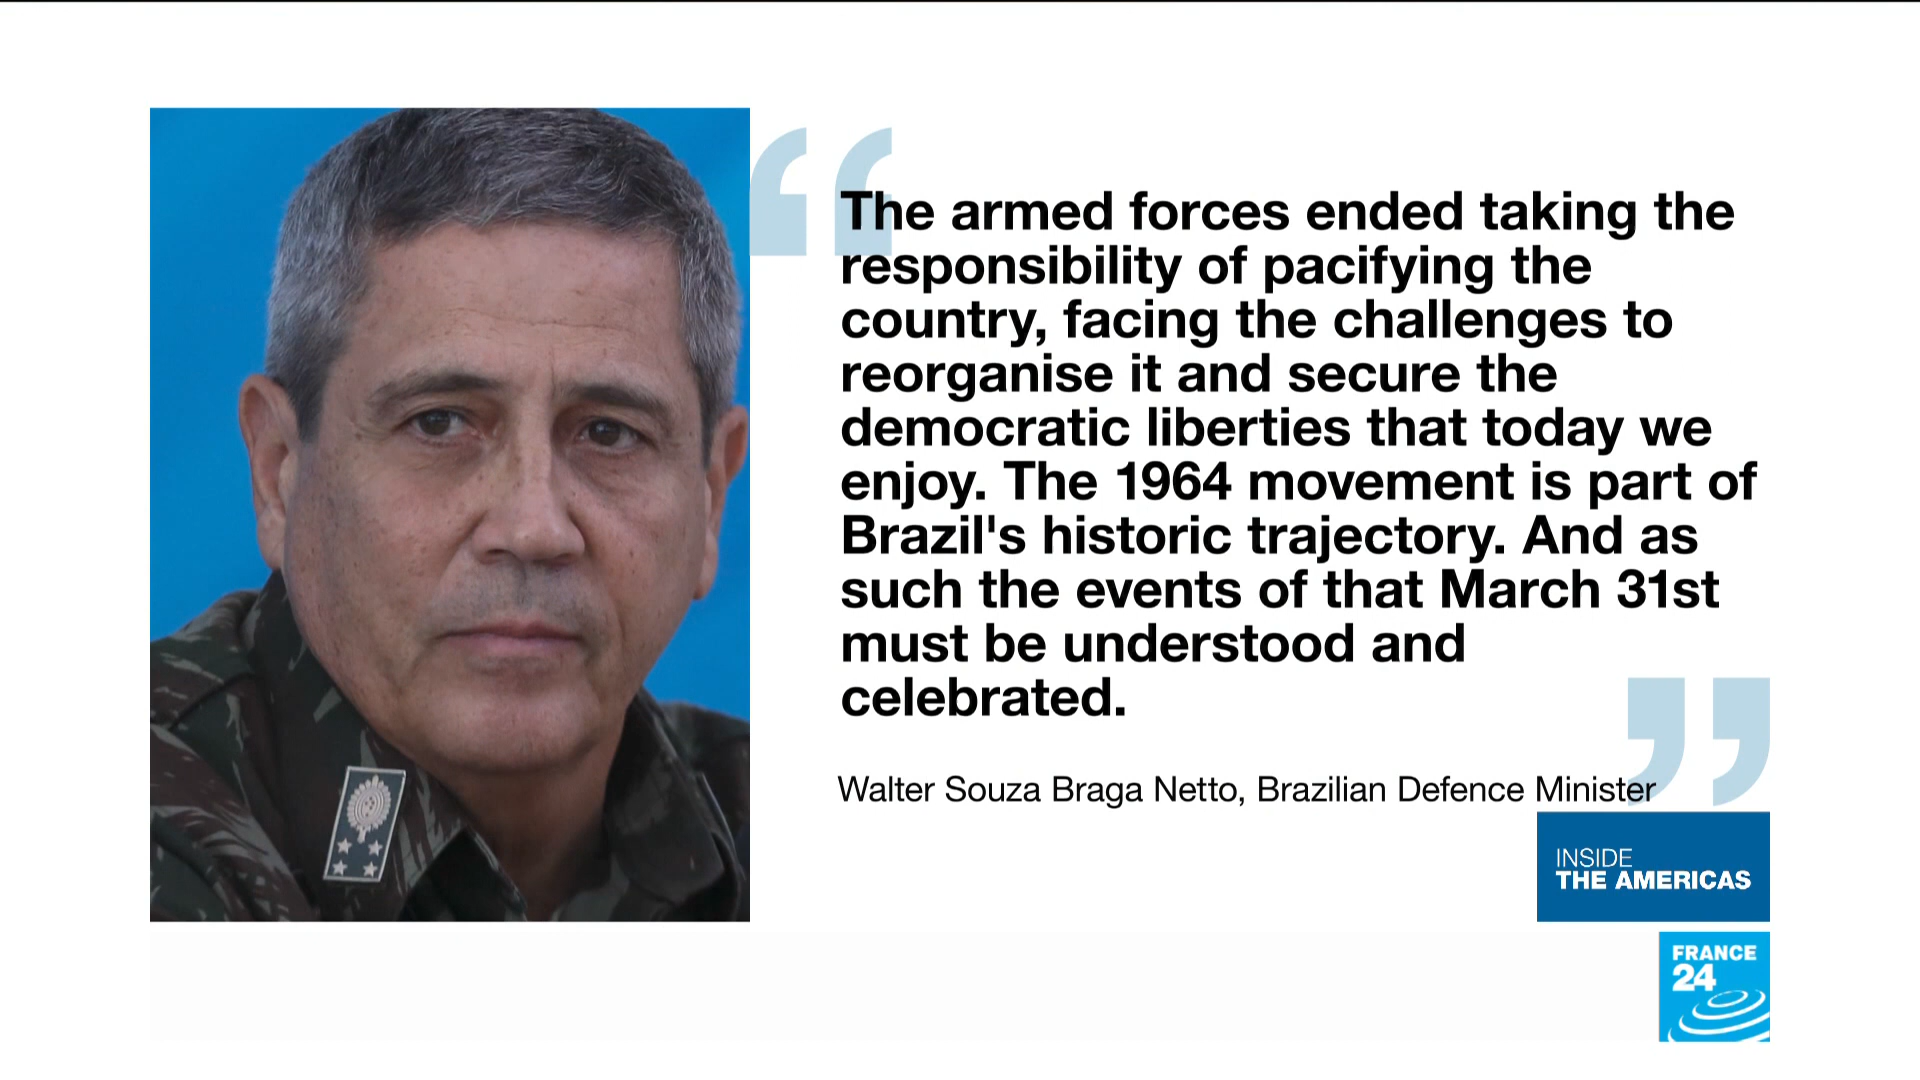 The armed forces ended taking the
responsibility of pacifying the
country, facing the challenges to
reorganise it and secure the
democratic liberties that today we
enjoy. The 1964 movement is part of
Brazil's historic trajectory. And as
such the events of that March 31st
must be understood and
celebrated.
Walter Souza Braga Netto, Brazilian Defence Minister
INSIDE
THE AMERICAS
FRANCE
24